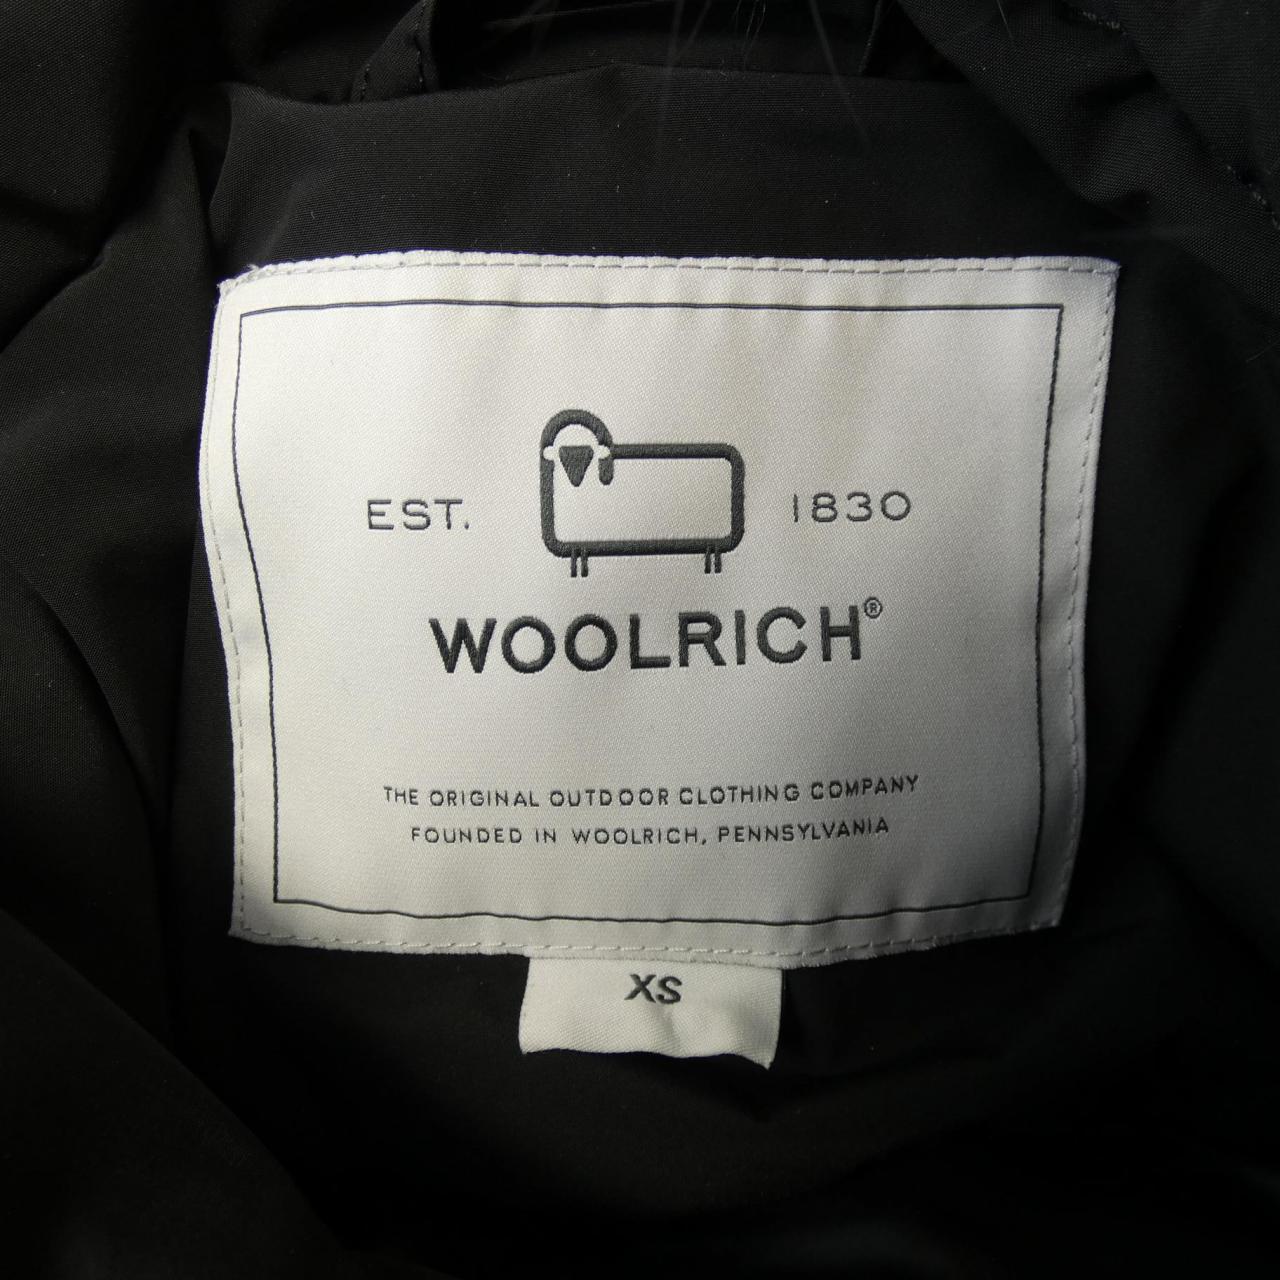 EST. 1830
WOOLRICH®
THE ORIGINAL OUTDOOR CLOTHING COMPANY
FOUNDED IN WOOLRICH, PENNSYLVANIA
XS